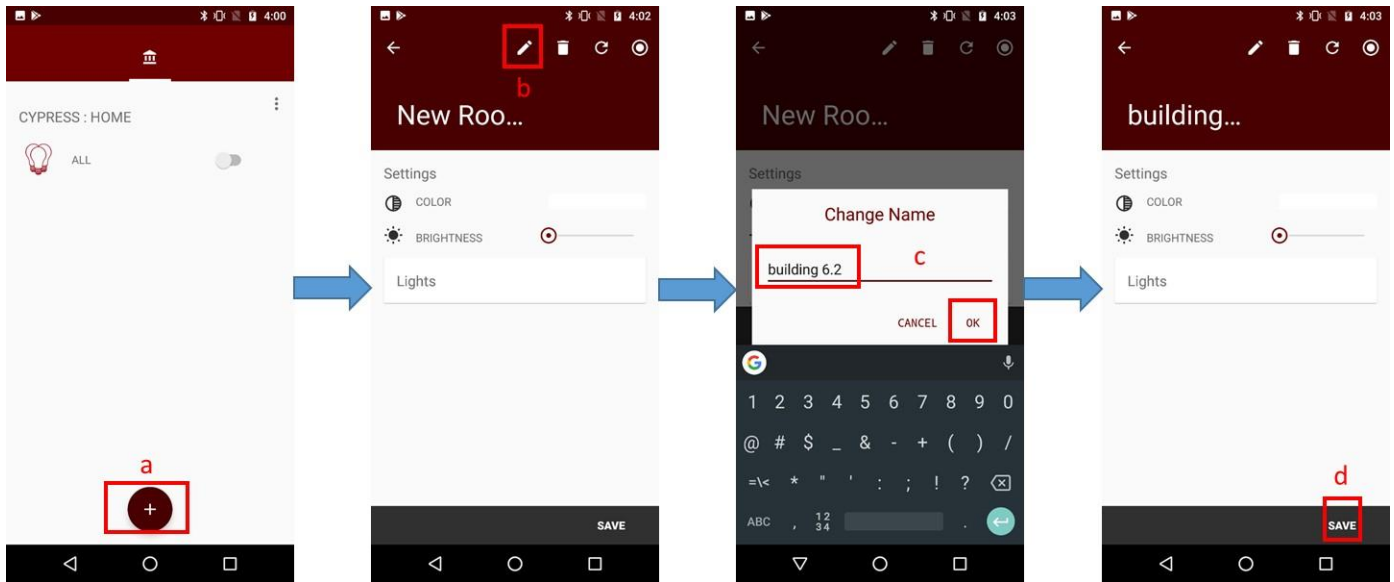 4:00
CYPRESS : HOME
ALL
a
4:02
b
New Roo...
Settings
COLOR
BRIGHTNESS
Lights
SAVE
4:03
New Roo...
Settings
Change Name
building 6.2
c
CANCEL OK
G
1 2 3 4 5 6 7 8 9 0
@ # $ _ & - + ( ) /
=\< * " ' : ; ! ?
ABC , 12 34 .
4:03
building...
Settings
COLOR
BRIGHTNESS
Lights
d
SAVE